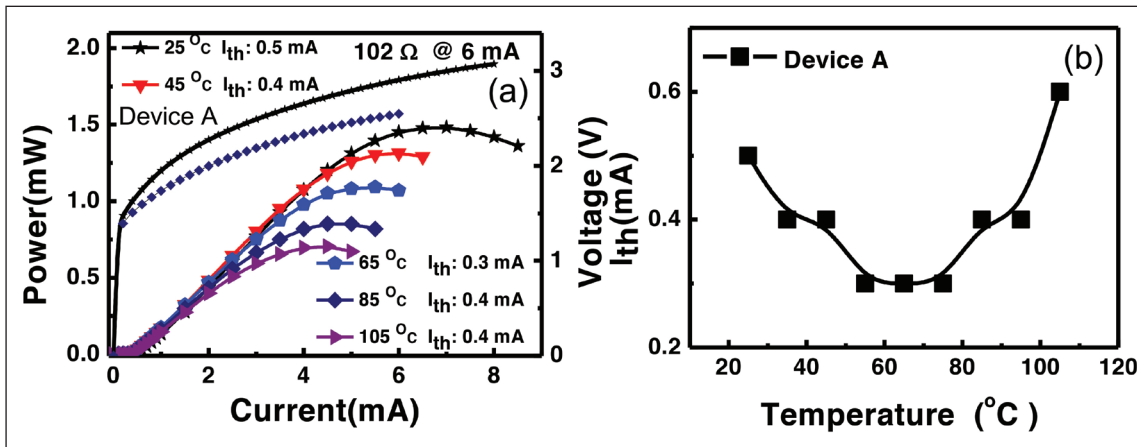 2.0
1.5
1.0
0.5
0.0
Power(mW)
25 °C I_th: 0.5 mA
102 Ω @ 6 mA
45 °C I_th: 0.4 mA
(a)
Device A
65 °C I_th: 0.3 mA
85 °C I_th: 0.4 mA
105 °C I_th: 0.4 mA
3
2
1
0
Voltage (V)
0 2 4 6 8
Current(mA)
I_th(mA)
0.6
0.4
0.2
Device A
(b)
20 40 60 80 100 120
Temperature (°C)